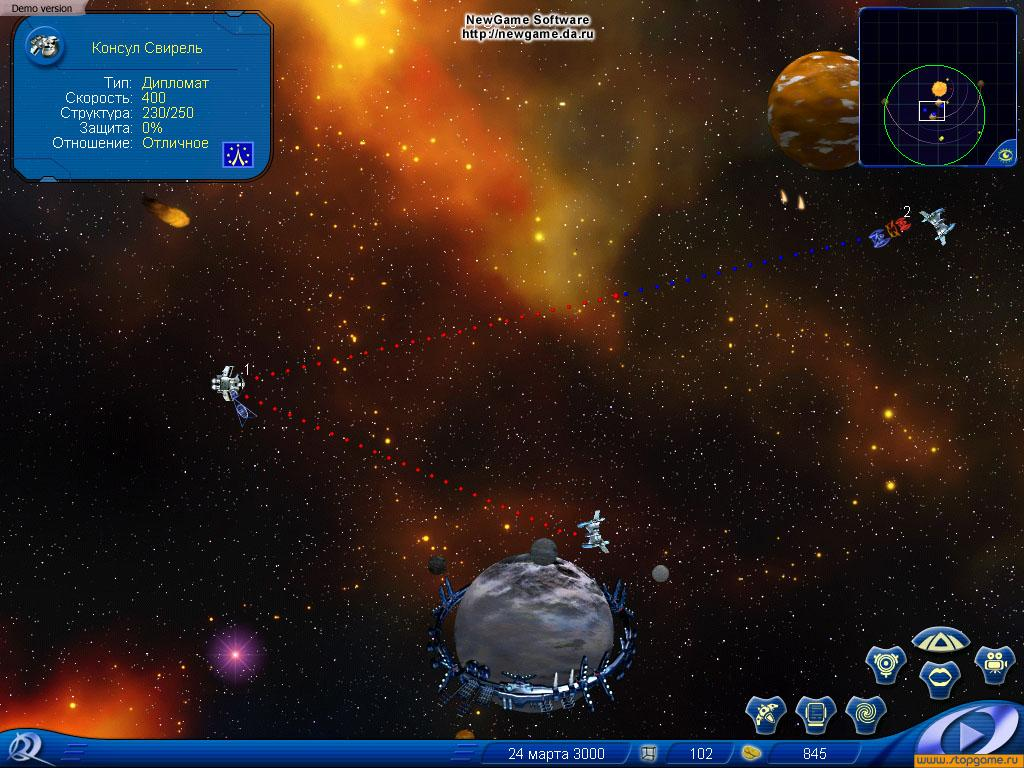 Demo version
NewGame Software
http://newgame.da.ru
Консул Свирель
Тип: Дипломат
Скорость: 400
Структура: 230/250
Защита: 0%
Отношение: Отличное
2
1
24 марта 3000
102
845
www.stopgame.ru